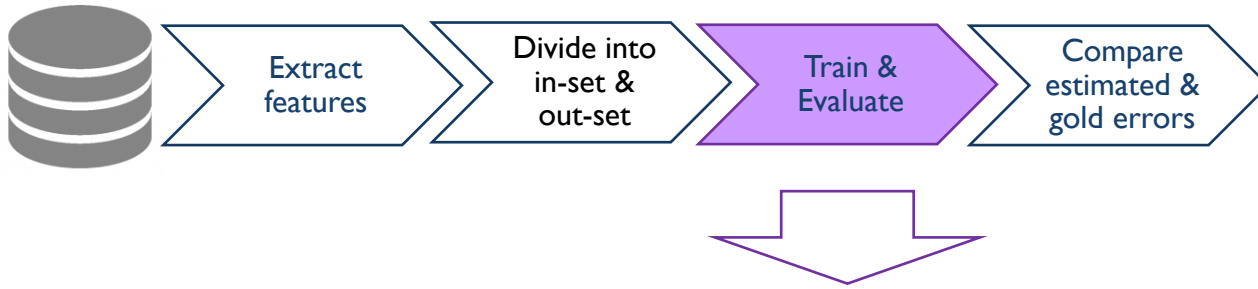 Extract
features
Divide into
in-set &
out-set
Train &
Evaluate
Compare
estimated &
gold errors